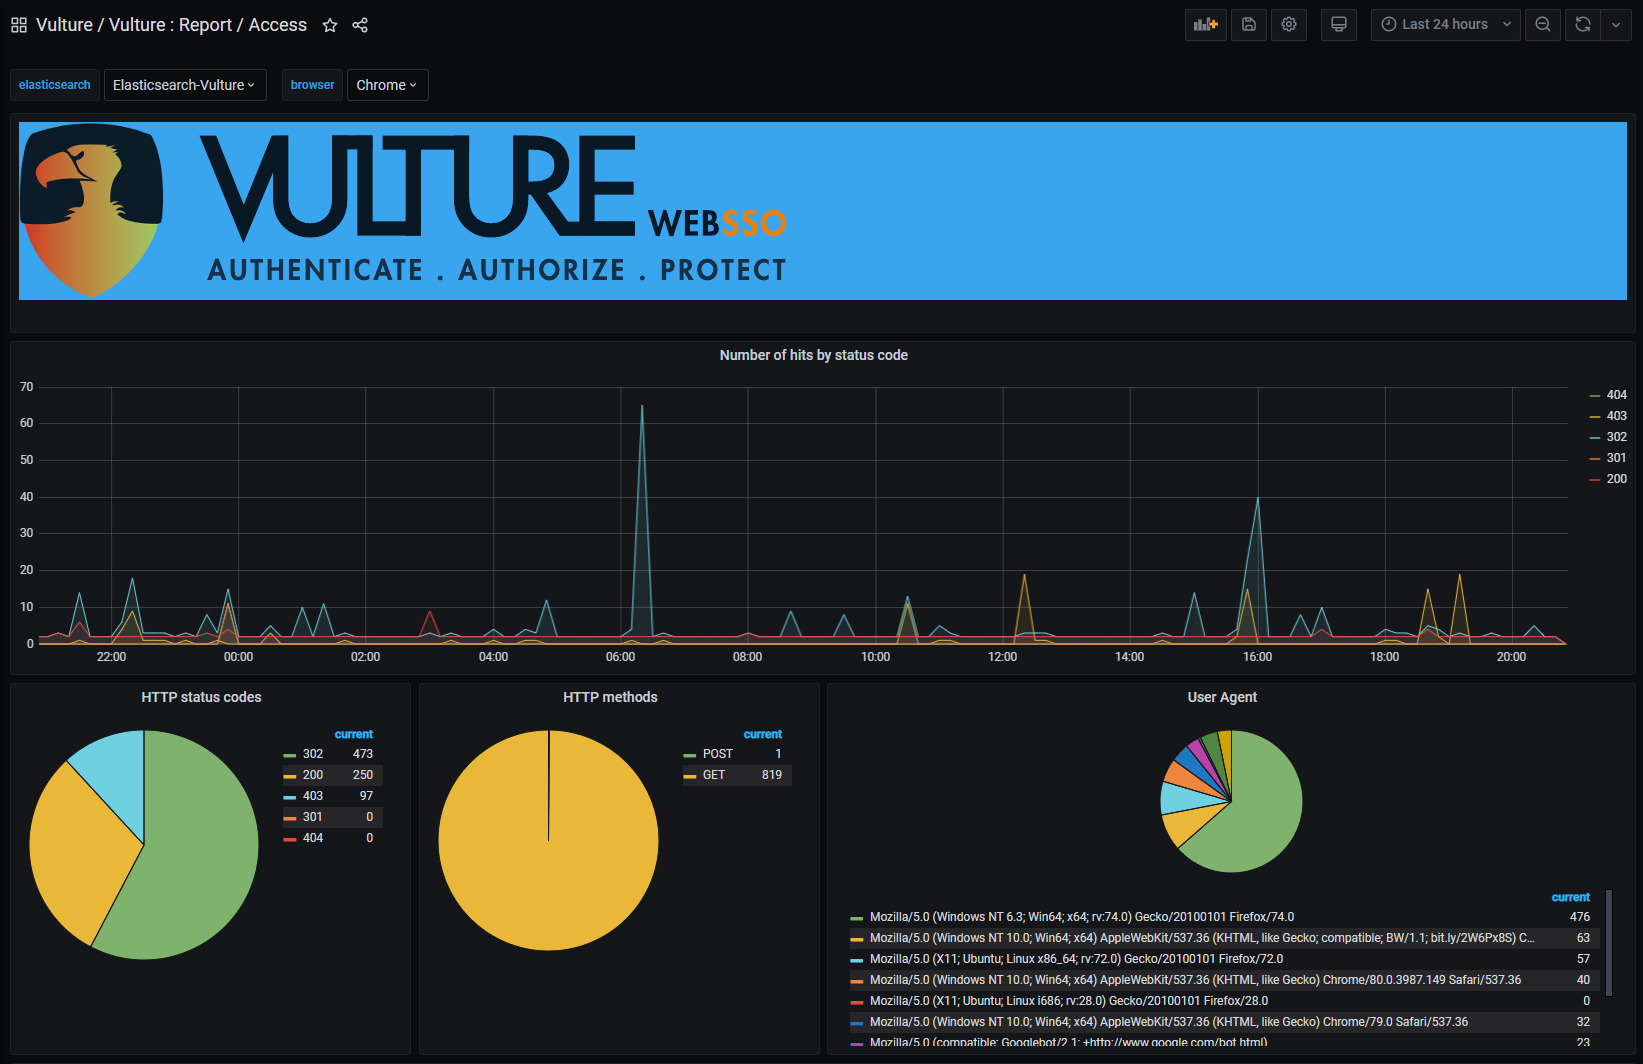 Vulture / Vulture : Report / Access
Last 24 hours
elasticsearch Elasticsearch-Vulture browser Chrome
VULTURE WEBSSO
AUTHENTICATE . AUTHORIZE . PROTECT
Number of hits by status code
70
60
50
40
30
20
10
0
22:00 00:00 02:00 04:00 06:00 08:00 10:00 12:00 14:00 16:00 18:00 20:00
404
403
302
301
200
HTTP status codes
current
302 473
200 250
403 97
301 0
404 0
HTTP methods
current
POST 1
GET 819
User Agent
current
Mozilla/5.0 (Windows NT 6.3; Win64; x64; rv:74.0) Gecko/20100101 Firefox/74.0 476
Mozilla/5.0 (Windows NT 10.0; Win64; x64) AppleWebKit/537.36 (KHTML, like Gecko; compatible; BW/1.1; bit.ly/2W6Px8S) C... 63
Mozilla/5.0 (X11; Ubuntu; Linux x86_64; rv:72.0) Gecko/20100101 Firefox/72.0 57
Mozilla/5.0 (Windows NT 10.0; Win64; x64) AppleWebKit/537.36 (KHTML, like Gecko) Chrome/80.0.3987.149 Safari/537.36 40
Mozilla/5.0 (X11; Ubuntu; Linux i686; rv:28.0) Gecko/20100101 Firefox/28.0 0
Mozilla/5.0 (Windows NT 10.0; Win64; x64) AppleWebKit/537.36 (KHTML, like Gecko) Chrome/79.0 Safari/537.36 32
Mozilla/5.0 (compatible; Googlebot/2.1; +http://www.google.com/bot.html) 23